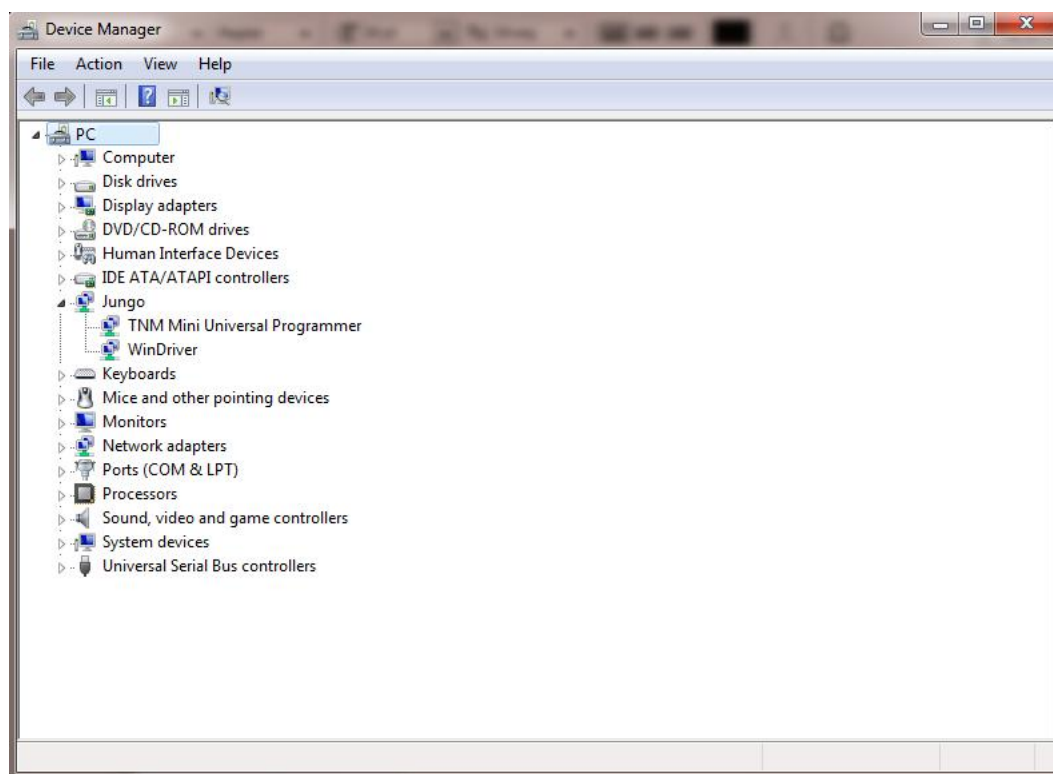 Device Manager
File Action View Help
PC
Computer
Disk drives
Display adapters
DVD/CD-ROM drives
Human Interface Devices
IDE ATA/ATAPI controllers
Jungo
TNM Mini Universal Programmer
WinDriver
Keyboards
Mice and other pointing devices
Monitors
Network adapters
Ports (COM & LPT)
Processors
Sound, video and game controllers
System devices
Universal Serial Bus controllers